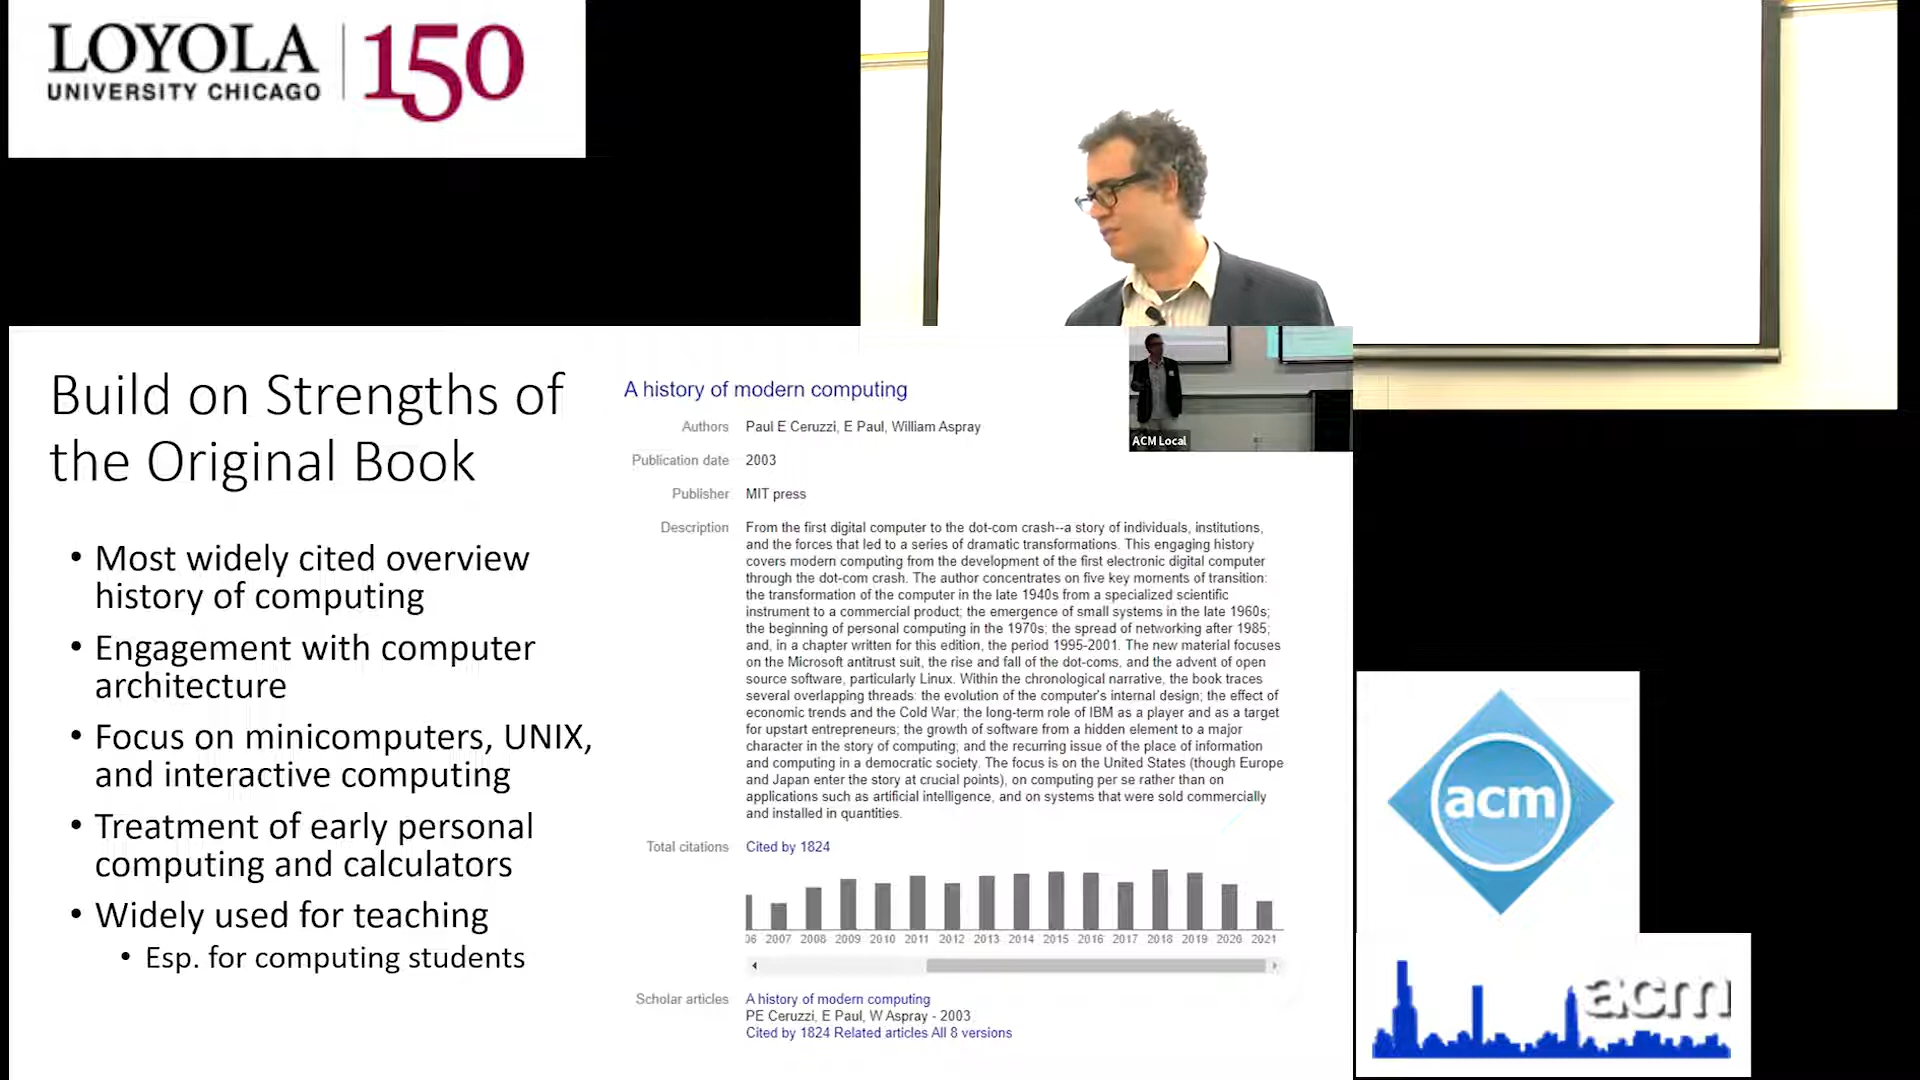 LOYOLA
UNIVERSITY CHICAGO
150
ACM Local
Build on Strengths of
the Original Book
• Most widely cited overview
history of computing
• Engagement with computer
architecture
• Focus on minicomputers, UNIX,
and interactive computing
• Treatment of early personal
computing and calculators
• Widely used for teaching
• Esp. for computing students
A history of modern computing
Authors Paul E Ceruzzi, E Paul, William Aspray
Publication date 2003
Publisher MIT press
Description From the first digital computer to the dot-com crash--a story of individuals, institutions,
and the forces that led to a series of dramatic transformations. This engaging history
covers modern computing from the development of the first electronic digital computer
through the dot-com crash. The author concentrates on five key moments of transition:
the transformation of the computer in the late 1940s from a specialized scientific
instrument to a commercial product; the emergence of small systems in the late 1960s;
the beginning of personal computing in the 1970s; the spread of networking after 1985;
and, in a chapter written for this edition, the period 1995-2001. The new material focuses
on the Microsoft antitrust suit, the rise and fall of the dot-coms, and the advent of open
source software, particularly Linux. Within the chronological narrative, the book traces
several overlapping threads: the evolution of the computer's internal design; the effect of
economic trends and the Cold War; the long-term role of IBM as a player and as a target
for upstart entrepreneurs; the growth of software from a hidden element to a major
character in the story of computing; and the recurring issue of the place of information
and computing in a democratic society. The focus is on the United States (though Europe
and Japan enter the story at crucial points), on computing per se rather than on
applications such as artificial intelligence, and on systems that were sold commercially
and installed in quantities.
Total citations Cited by 1824
06 2007 2008 2009 2010 2011 2012 2013 2014 2015 2016 2017 2018 2019 2020 2021
Scholar articles A history of modern computing
PE Ceruzzi, E Paul, W Aspray - 2003
Cited by 1824 Related articles All 8 versions
acm
acm